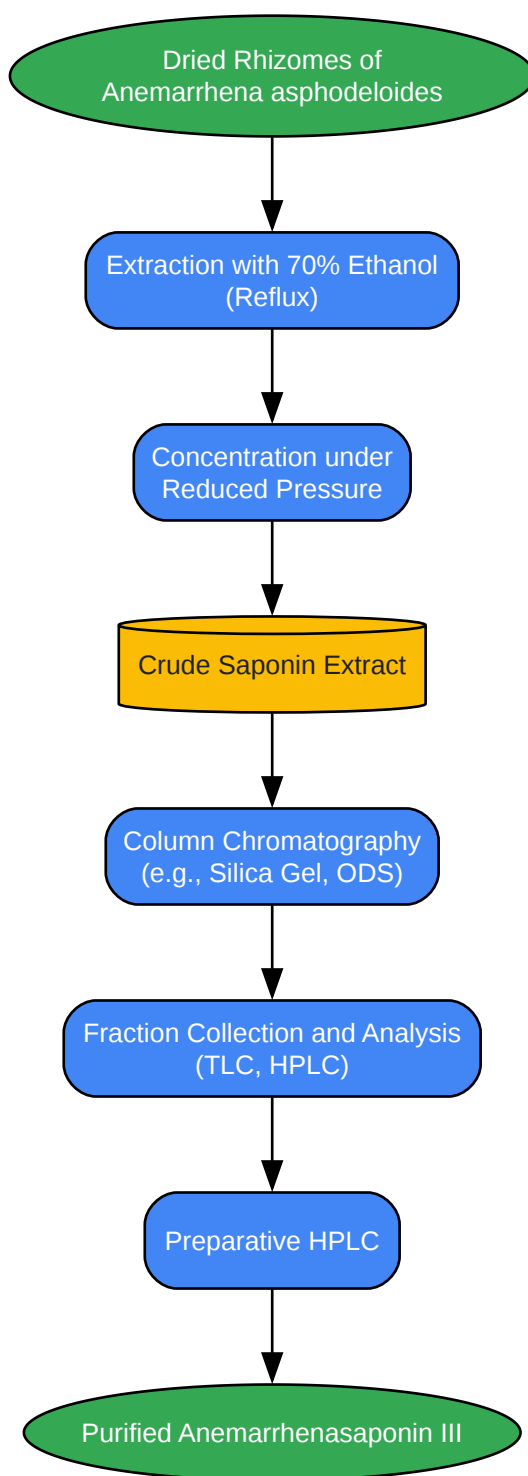 Dried Rhizomes of
Anemarrhena asphodeloides
Extraction with 70% Ethanol
(Reflux)
Concentration under
Reduced Pressure
Crude Saponin Extract
Column Chromatography
(e.g., Silica Gel, ODS)
Fraction Collection and Analysis
(TLC, HPLC)
Preparative HPLC
Purified Anemarrhenasaponin III